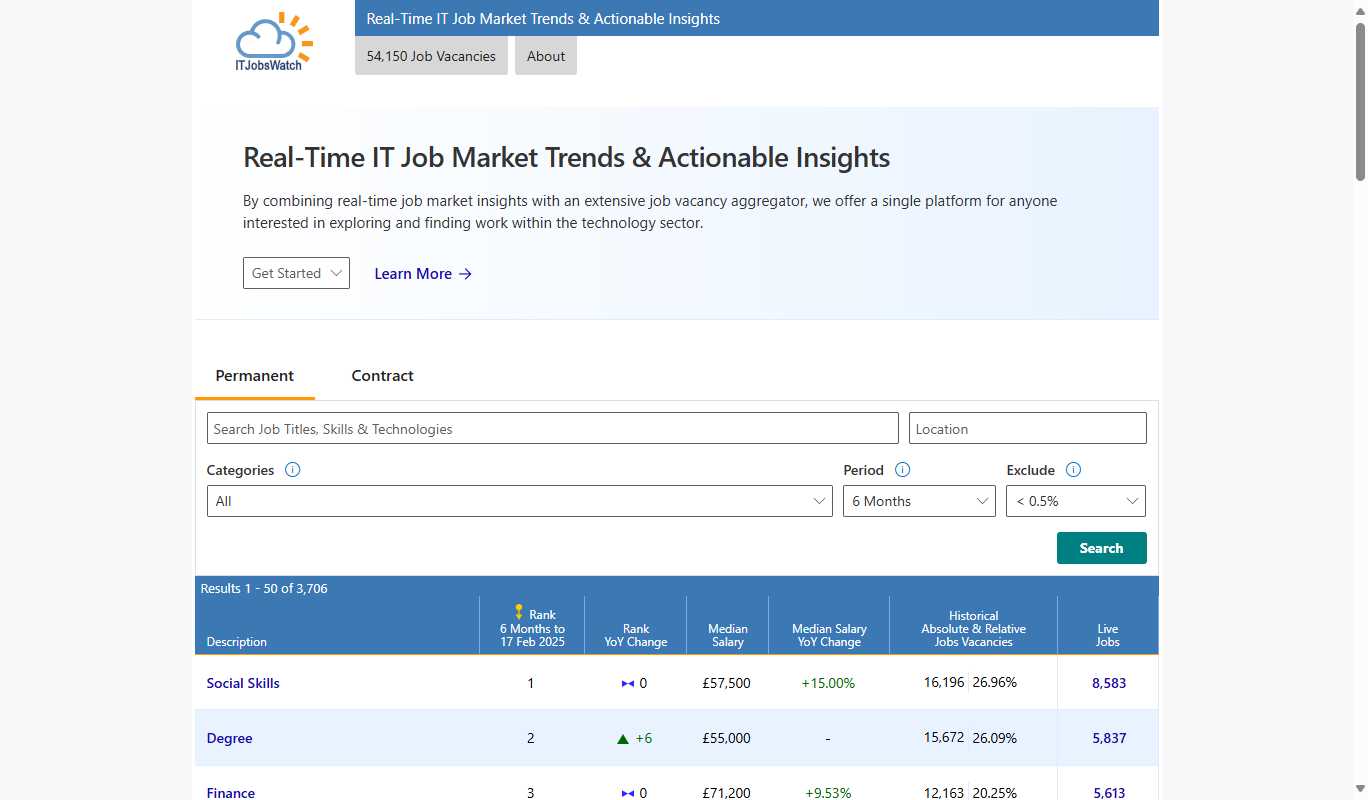 ITJobsWatch
Real-Time IT Job Market Trends & Actionable Insights
54,150 Job Vacancies
About
Real-Time IT Job Market Trends & Actionable Insights
By combining real-time job market insights with an extensive job vacancy aggregator, we offer a single platform for anyone
interested in exploring and finding work within the technology sector.
Get Started
Learn More →
Permanent
Contract
Search Job Titles, Skills & Technologies
Location
Categories
Period
Exclude
All
6 Months
< 0.5%
Search
Results 1 - 50 of 3,706
Description
Rank
6 Months to
17 Feb 2025
Rank
YoY Change
Median
Salary
Median Salary
YoY Change
Historical
Absolute & Relative
Jobs Vacancies
Live
Jobs
Social Skills 1 0 £57,500 +15.00% 16,196 26.96% 8,583
Degree 2 ▲ +6 £55,000 - 15,672 26.09% 5,837
Finance 3 0 £71,200 +9.53% 12,163 20.25% 5,613